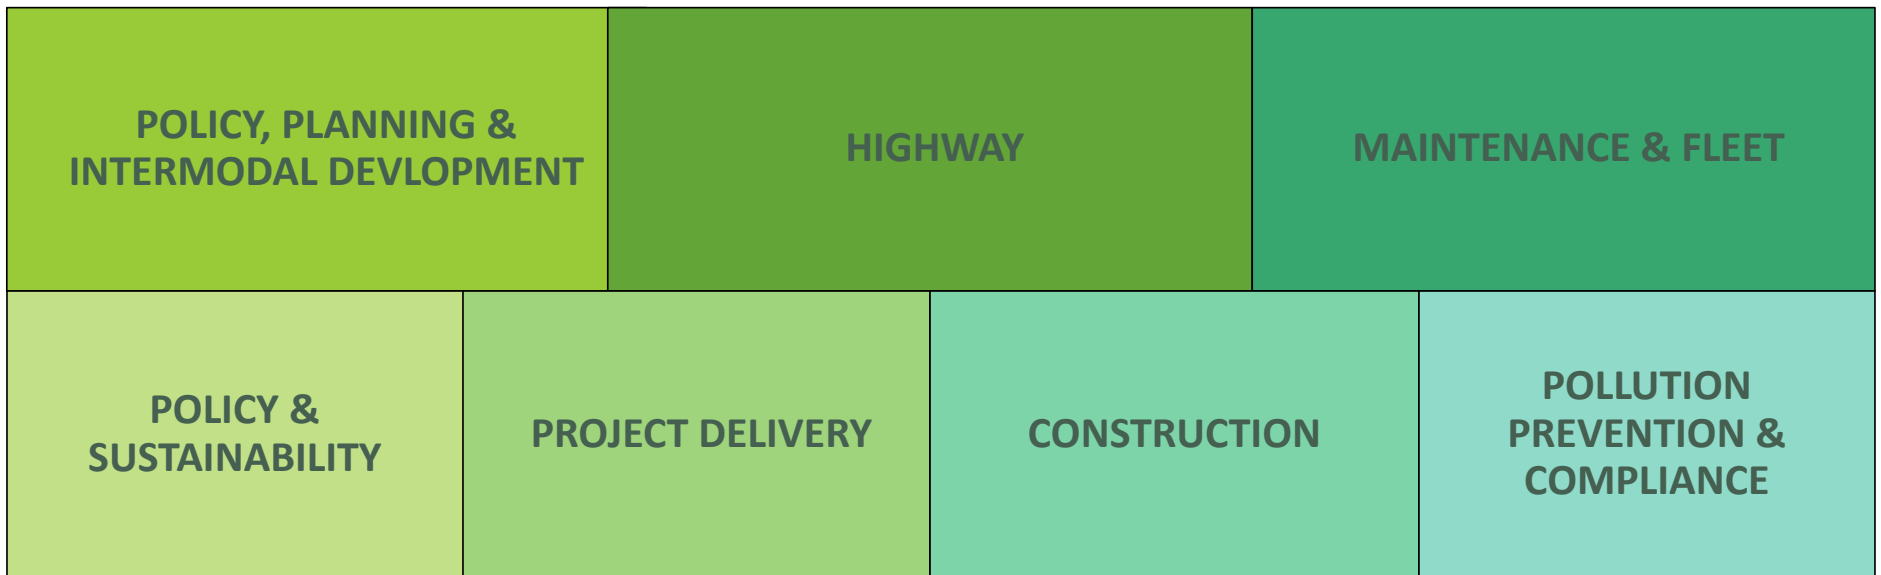 POLICY, PLANNING &
INTERMODAL DEVLOPMENT
HIGHWAY
MAINTENANCE & FLEET
POLICY &
SUSTAINABILITY
PROJECT DELIVERY
CONSTRUCTION
POLLUTION
PREVENTION &
COMPLIANCE